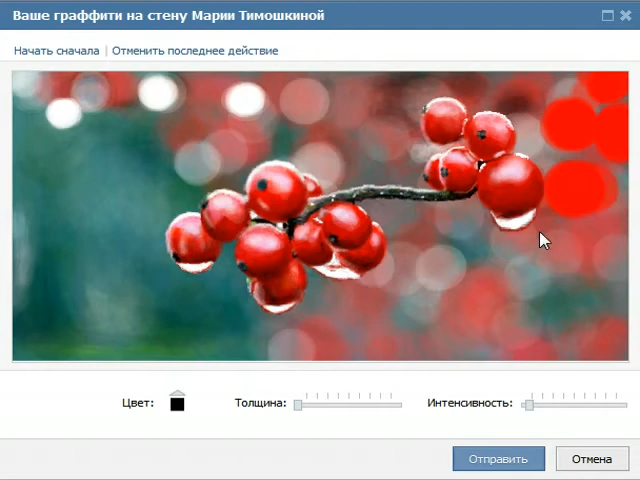 Ваше граффити на стену Марии Тимошкиной
Начать сначала | Отменить последнее действие
Цвет: Толщина: Интенсивность:
Отправить Отмена